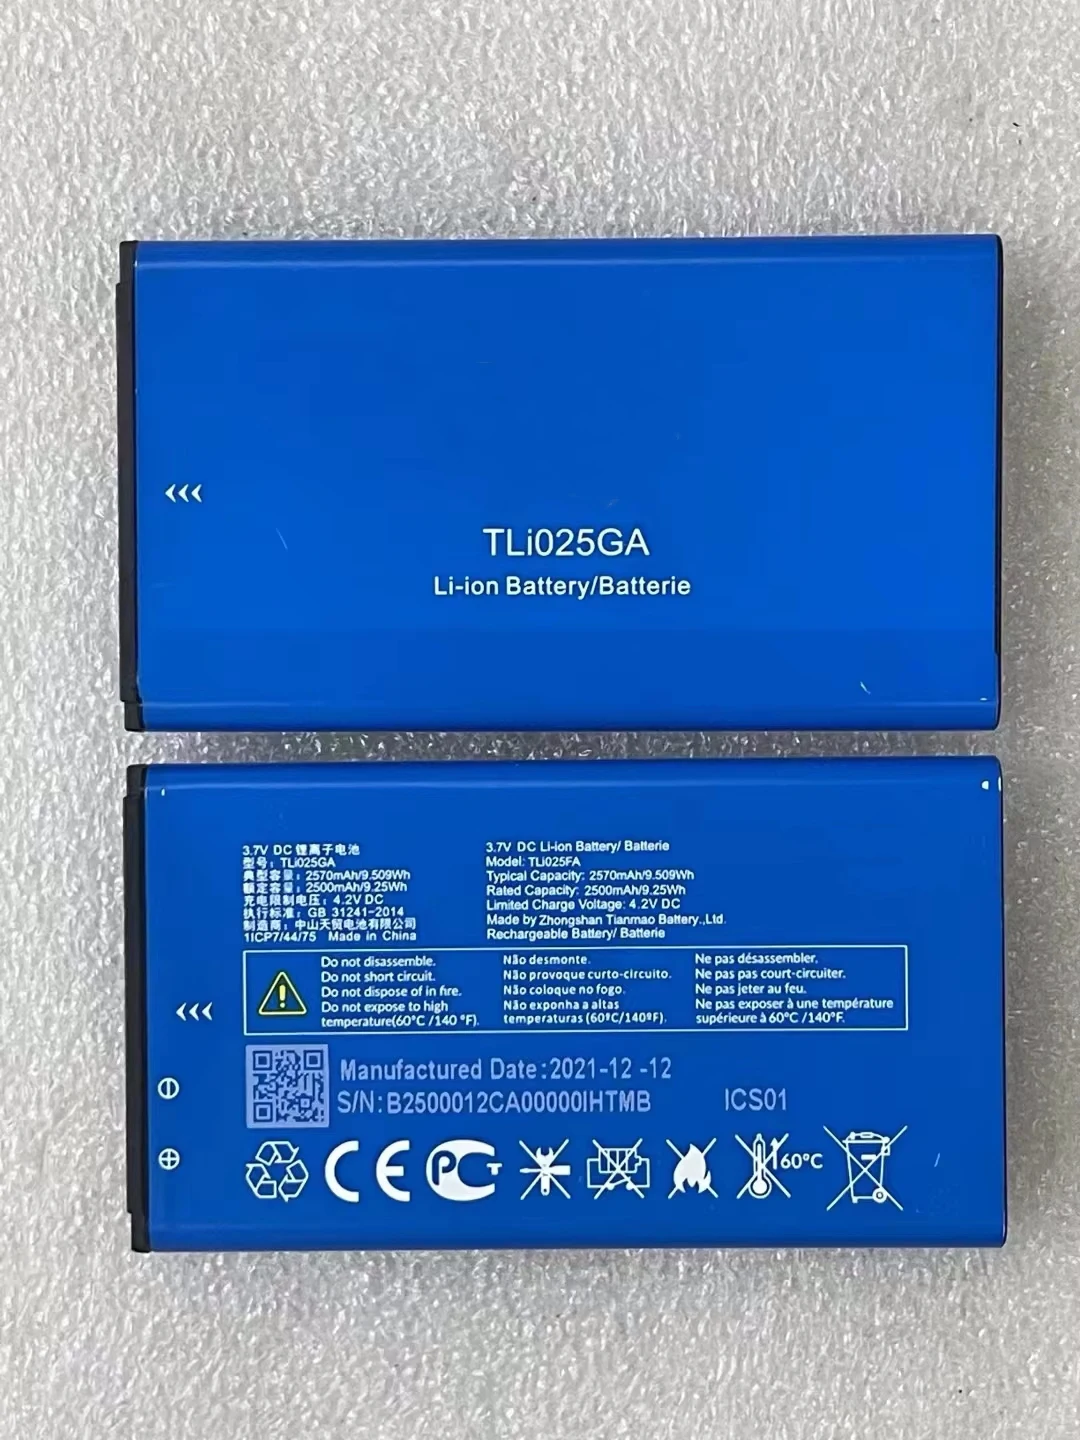 TLi025GA
Li-ion Battery/Batterie
3.7V DC 锂离子电池
型号: TLi025GA
典型容量: 2570mAh/9.509Wh
额定容量: 2500mAh/9.25Wh
充电限制电压: 4.2V DC
执行标准: GB 31241-2014
制造商: 中山天贸电池有限公司
1ICP7/44/75 Made in China
3.7V DC Li-ion Battery/ Batterie
Model: TLi025FA
Typical Capacity: 2570mAh/9.509Wh
Rated Capacity: 2500mAh/9.25Wh
Limited Charge Voltage: 4.2V DC
Made by Zhongshan Tianmao Battery.,Ltd.
Rechargeable Battery/ Batterie
Do not disassemble.
Do not short circuit.
Do not dispose of in fire.
Do not expose to high
temperature(60°C /140 °F).
Não desmonte.
Não provoque curto-circuito.
Não coloque no fogo.
Não exponha a altas
temperaturas (60ºC/140ºF).
Ne pas désassembler.
Ne pas court-circuiter.
Ne pas jeter au feu.
Ne pas exposer à une température
supérieure à 60°C /140°F.
Manufactured Date:2021-12 -12
S/N: B2500012CA00000IHTMB ICS01
CE PCT 60°C